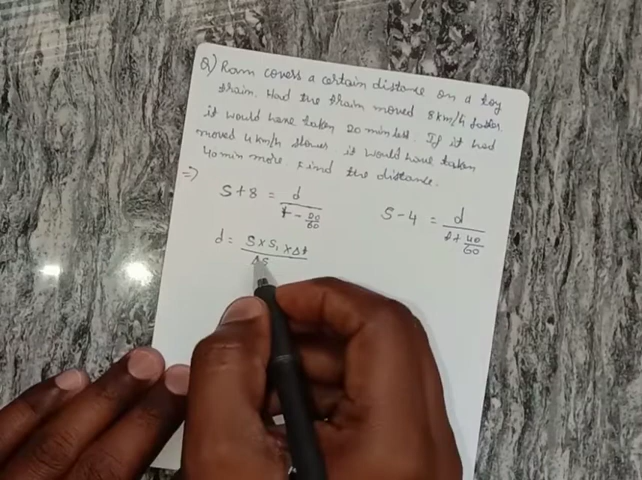 Q) Ram covers a certain distance on a toy
train. Had the train moved 8km/h faster
it would have taken 20 min less. If it had
moved 4km/h slower it would have taken
40min more. Find the distance.
=>
S+8 = d / (t - 20/60)
S-4 = d / (t + 40/60)
d = S × S₁ × Δt / ΔS